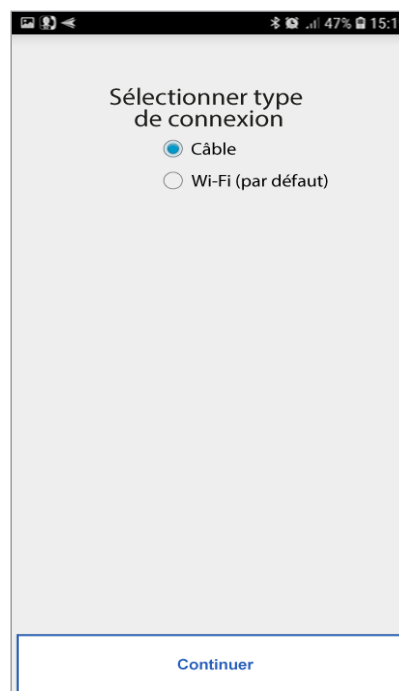 47% 15:1
Sélectionner type
de connexion
Câble
Wi-Fi (par défaut)
Continuer